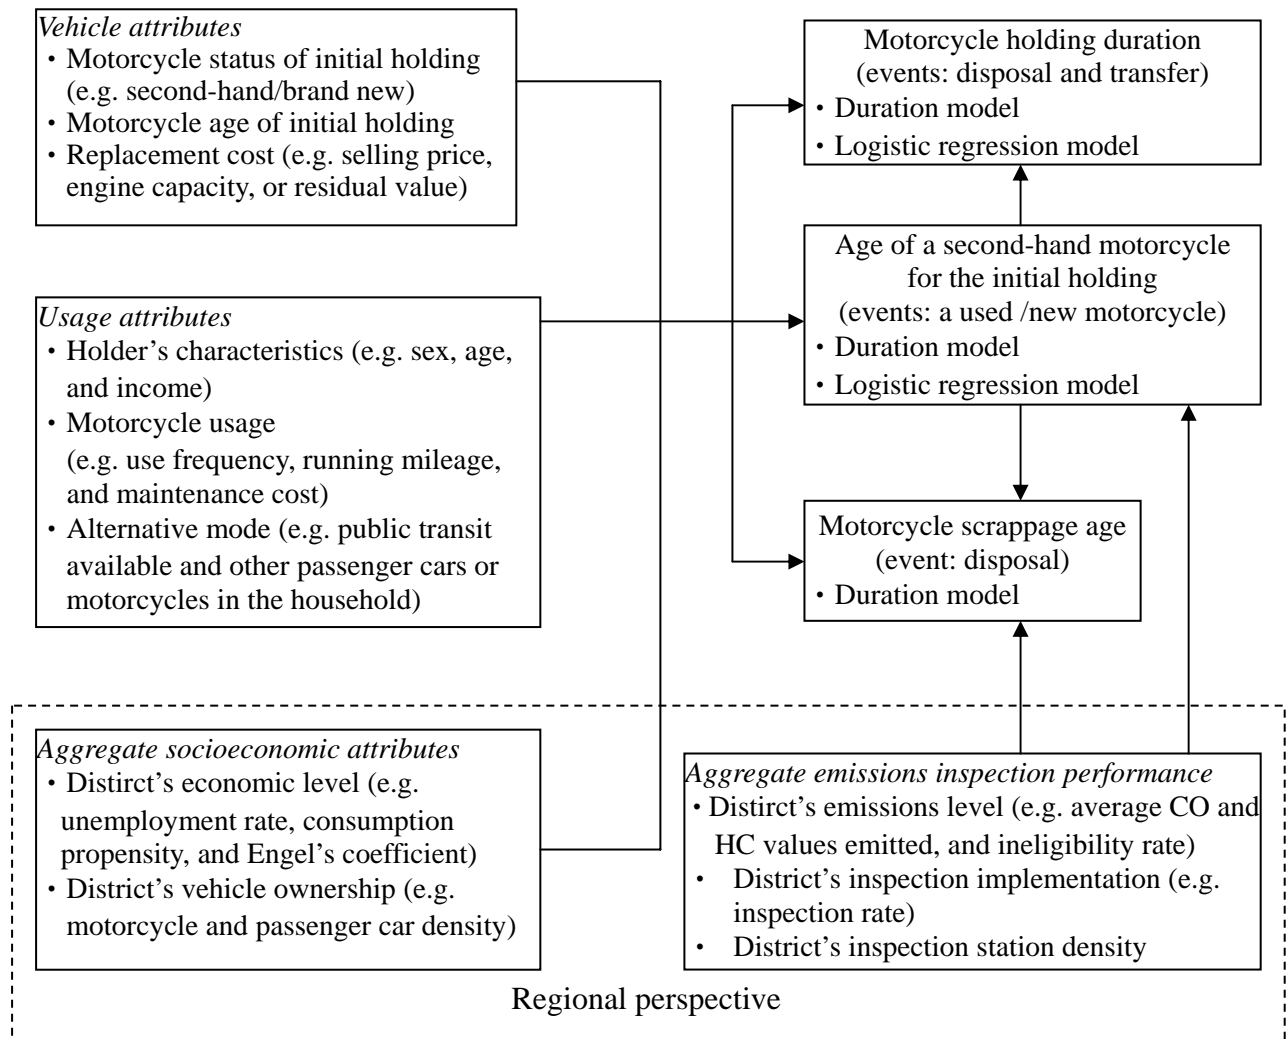 Vehicle attributes
・Motorcycle status of initial holding
(e.g. second-hand/brand new)
・Motorcycle age of initial holding
・Replacement cost (e.g. selling price,
engine capacity, or residual value)
Usage attributes
・Holder’s characteristics (e.g. sex, age,
and income)
・Motorcycle usage
(e.g. use frequency, running mileage,
and maintenance cost)
・Alternative mode (e.g. public transit
available and other passenger cars or
motorcycles in the household)
Aggregate socioeconomic attributes
・Distirct’s economic level (e.g.
unemployment rate, consumption
propensity, and Engel’s coefficient)
・District’s vehicle ownership (e.g.
motorcycle and passenger car density)
Motorcycle holding duration
(events: disposal and transfer)
・Duration model
・Logistic regression model
Age of a second-hand motorcycle
for the initial holding
(events: a used /new motorcycle)
・Duration model
・Logistic regression model
Motorcycle scrappage age
(event: disposal)
・Duration model
Aggregate emissions inspection performance
・Distirct’s emissions level (e.g. average CO and
HC values emitted, and ineligibility rate)
・ District’s inspection implementation (e.g.
inspection rate)
・ District’s inspection station density
Regional perspective